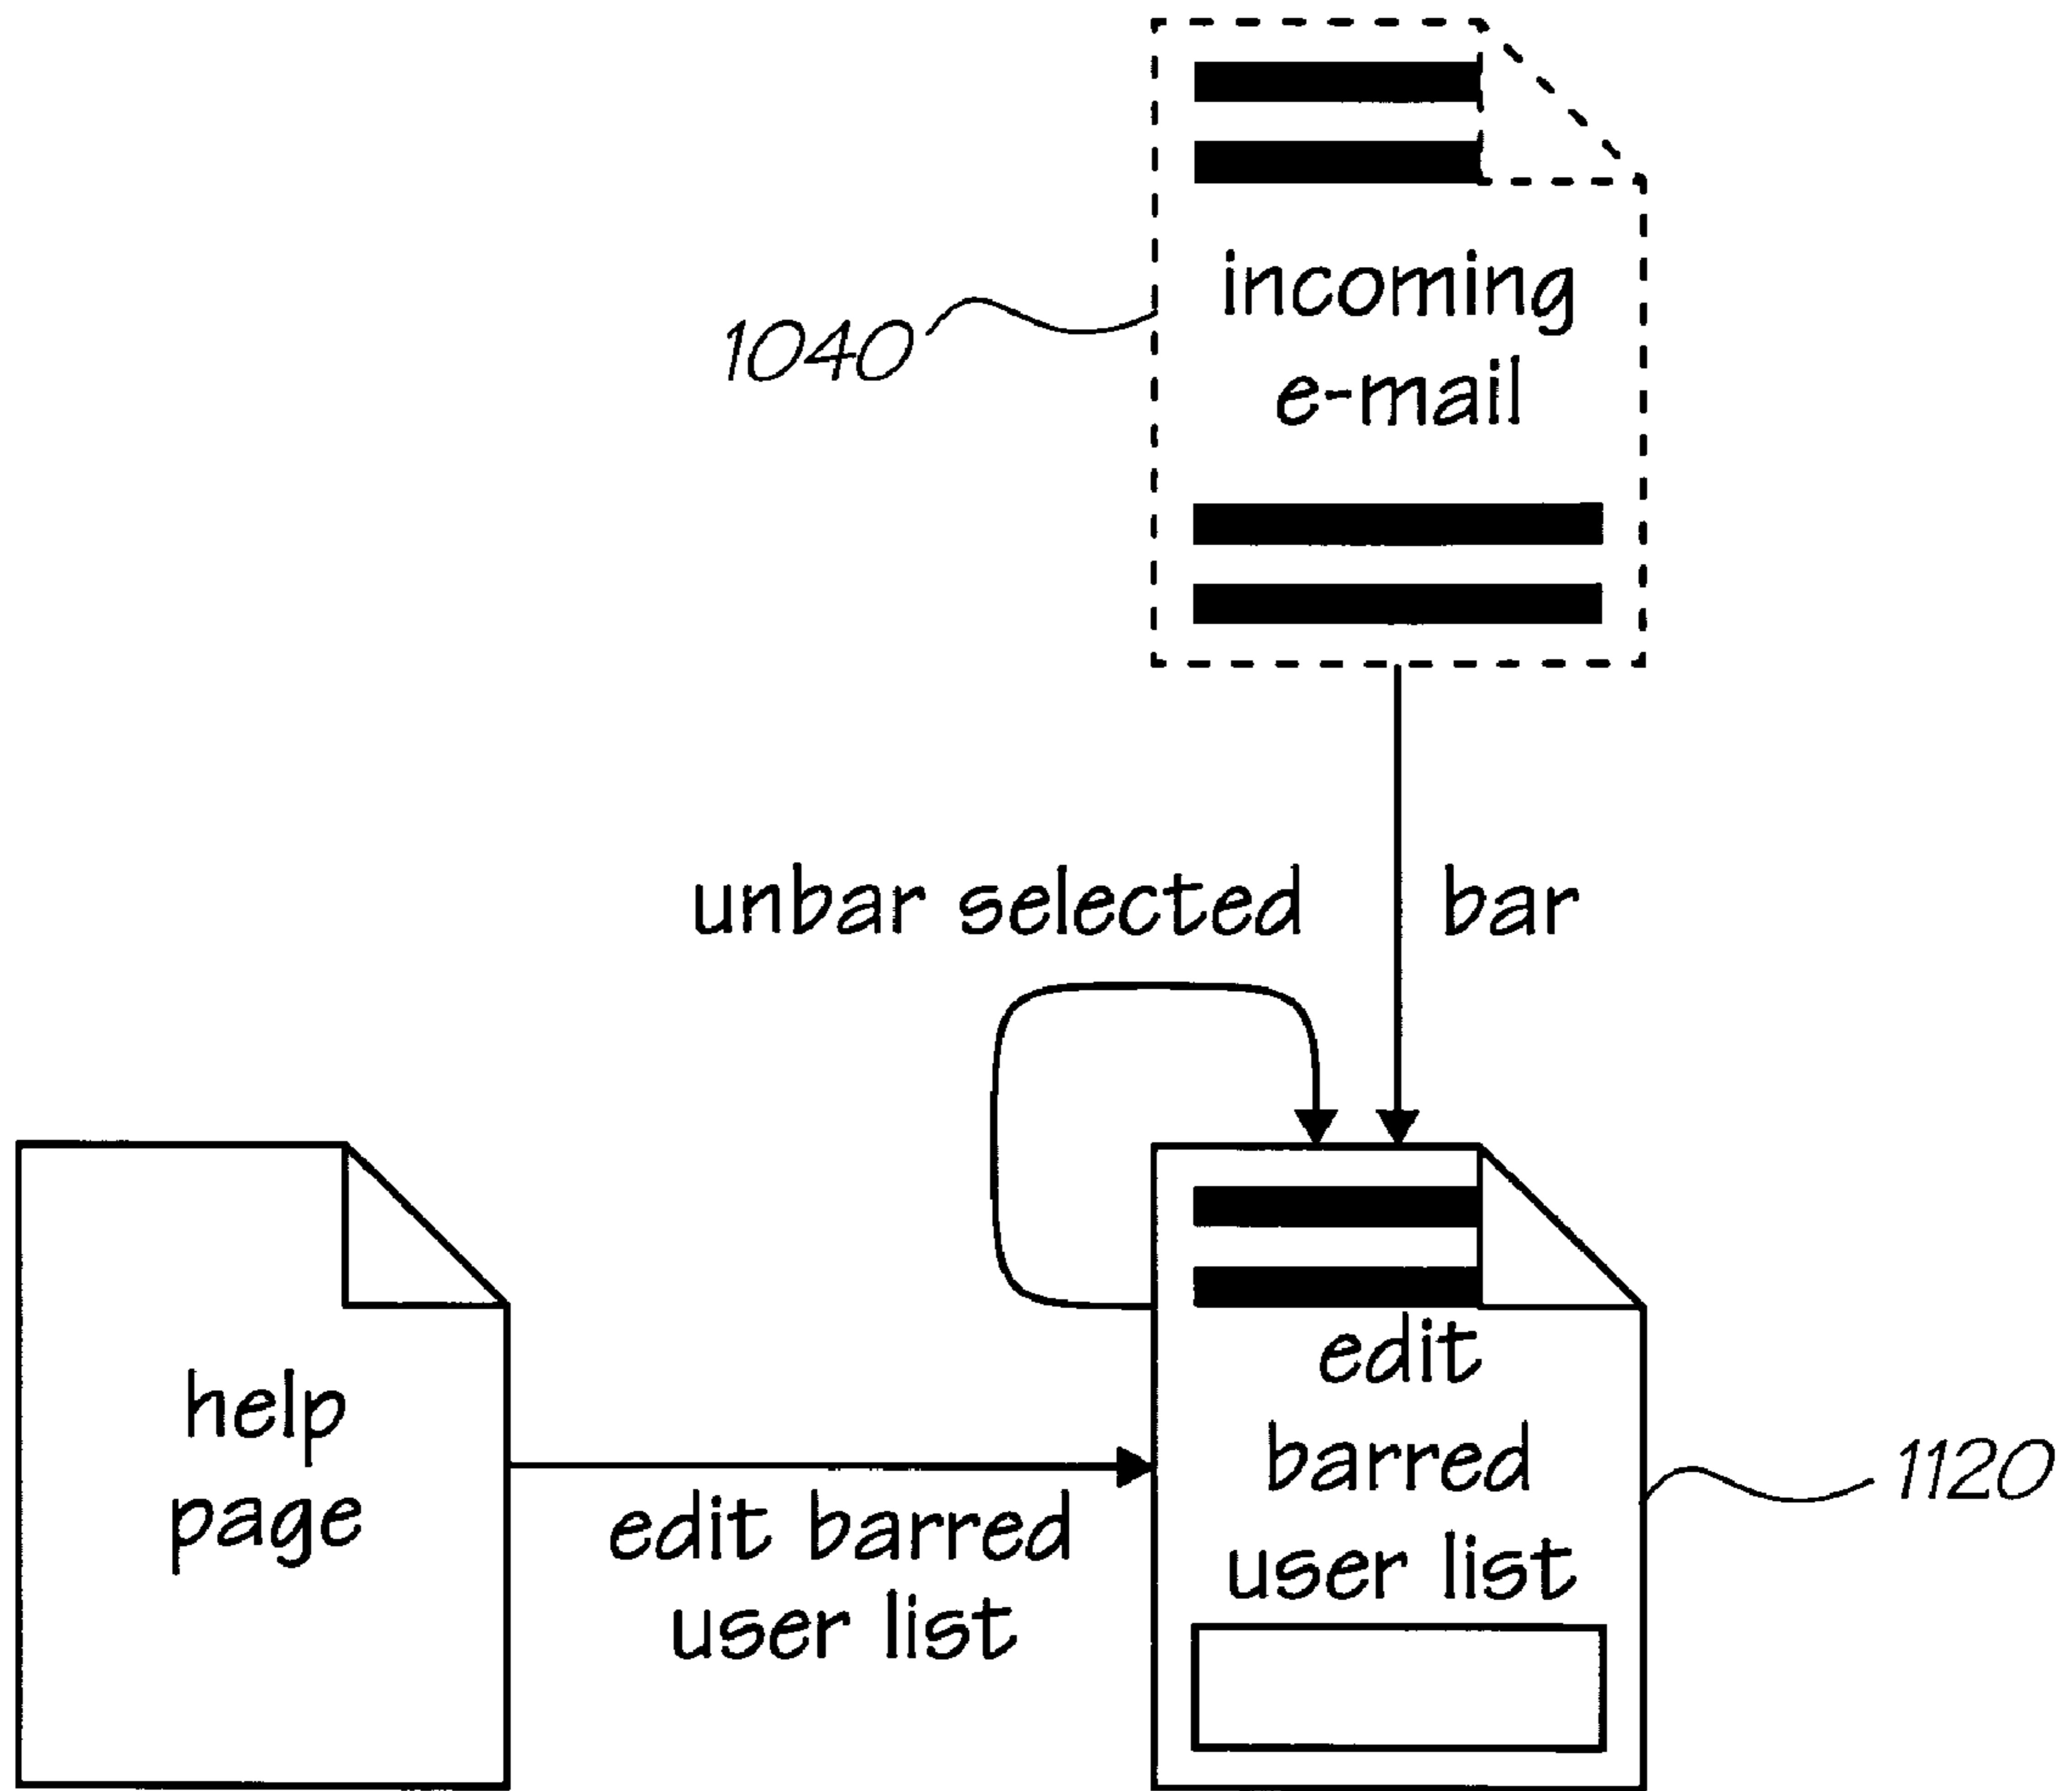 incoming
e-mail
1040
unbar selected
bar
help
page
edit barred
user list
edit
barred
user list
1120